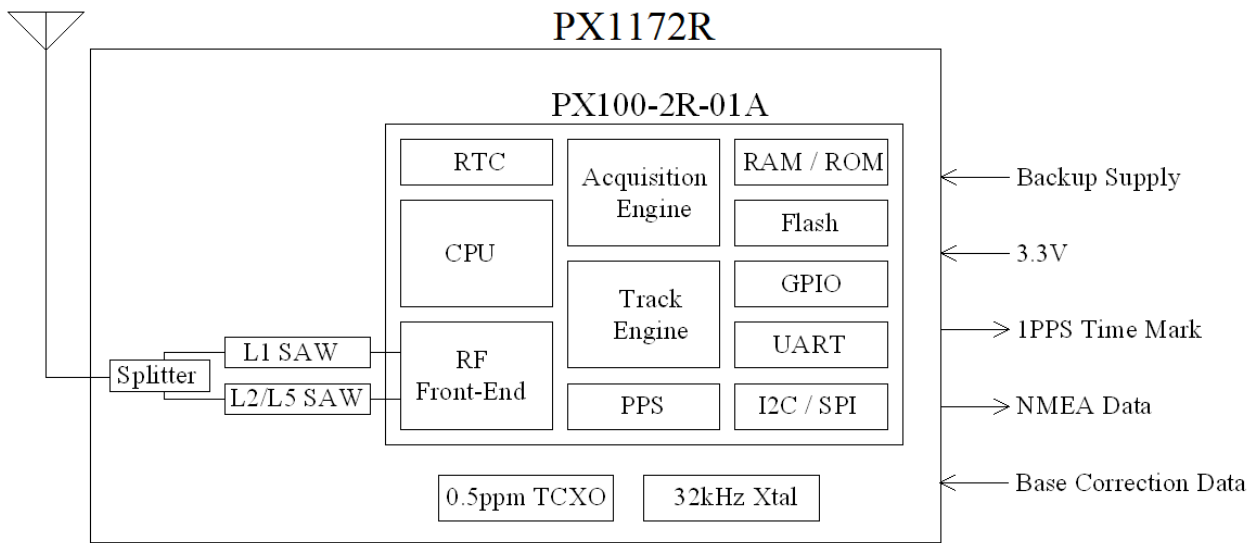 PX1172R
PX100-2R-01A
RTC
Acquisition
Engine
RAM / ROM
CPU
Flash
Track
Engine
GPIO
RF
Front-End
UART
PPS
I2C / SPI
L1 SAW
Splitter
L2/L5 SAW
0.5ppm TCXO
32kHz Xtal
Backup Supply
3.3V
1PPS Time Mark
NMEA Data
Base Correction Data